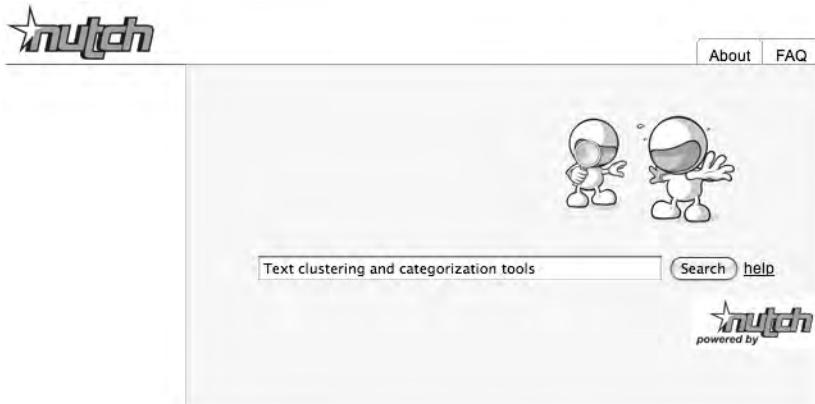 nutch
About FAQ
Text clustering and categorization tools Search help
nutch
powered by